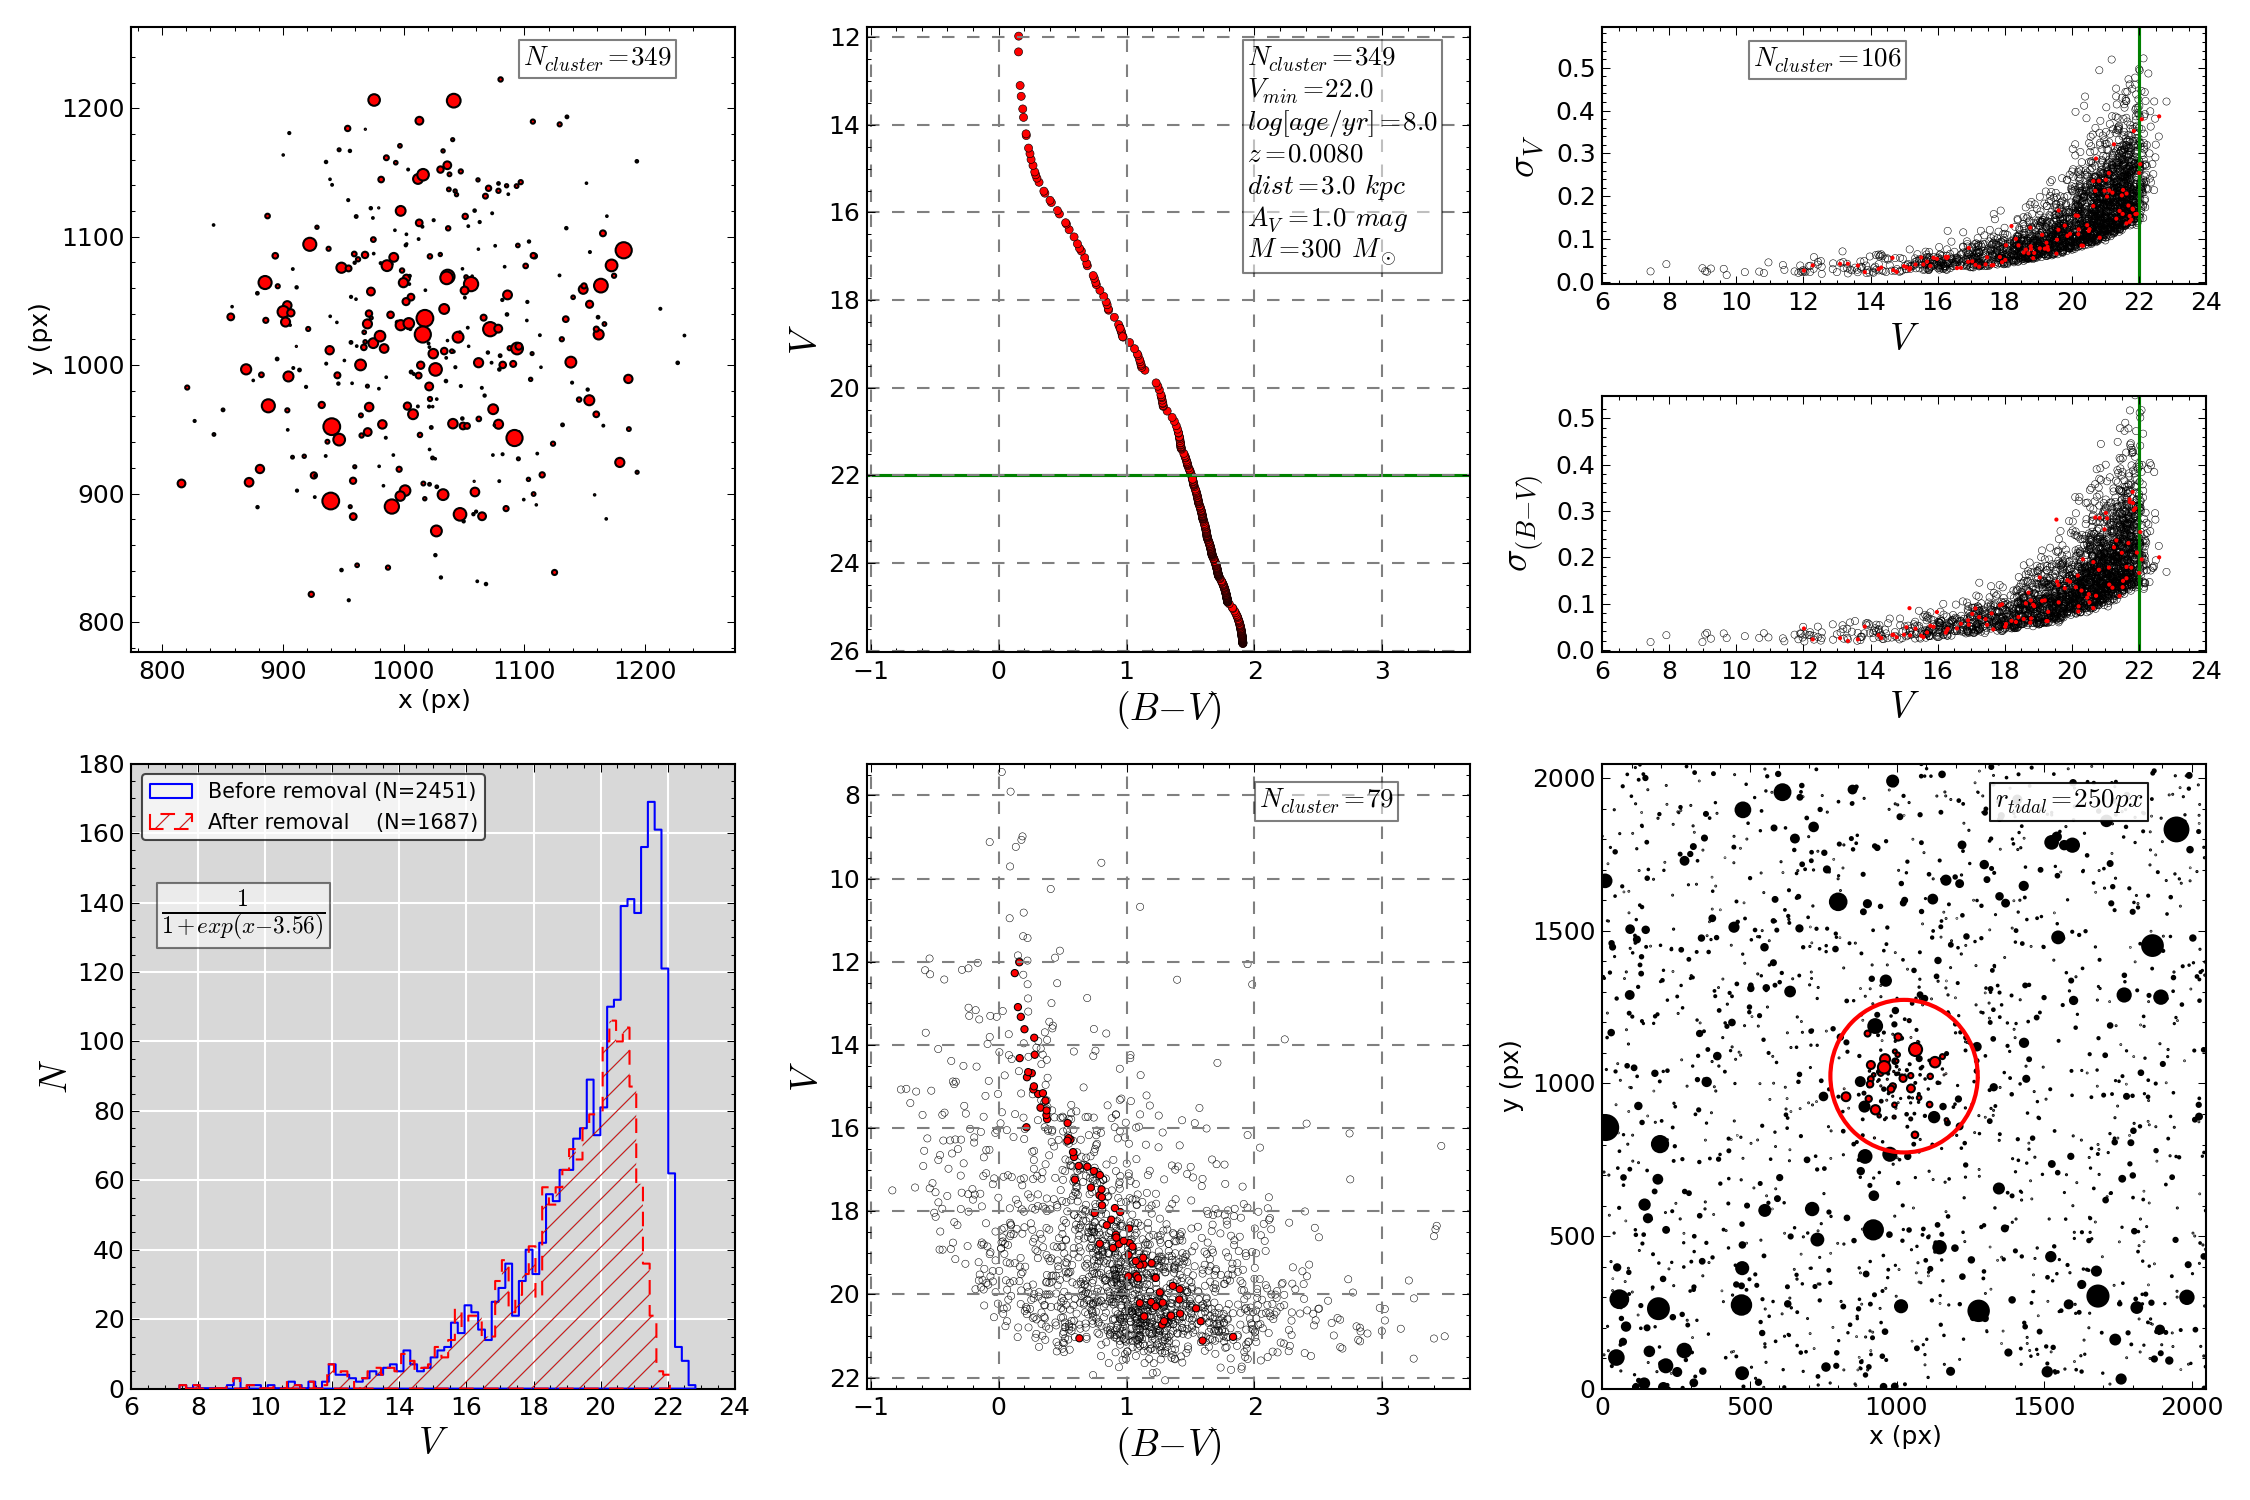 N_cluster=349
1200
1100
1000
900
800
y (px)
800 900 1000 1100 1200
x (px)
N_cluster=349
V_min=22.0
log[age/yr]=8.0
z=0.0080
dist=3.0 kpc
A_V=1.0 mag
M=300 M_⊙
12
14
16
18
20
22
24
26
V
−1 0 1 2 3
(B−V)
N_cluster=106
0.5
0.4
0.3
0.2
0.1
0.0
σ_V
6 8 10 12 14 16 18 20 22 24
V
0.5
0.4
0.3
0.2
0.1
0.0
σ_(B−V)
6 8 10 12 14 16 18 20 22 24
V
180
160
140
120
100
80
60
40
20
0
N
Before removal (N=2451)
After removal (N=1687)
1
1+exp(x−3.56)
6 8 10 12 14 16 18 20 22 24
V
N_cluster=79
8
10
12
14
16
18
20
22
V
−1 0 1 2 3
(B−V)
r_tidal=250px
2000
1500
1000
500
0
y (px)
0 500 1000 1500 2000
x (px)